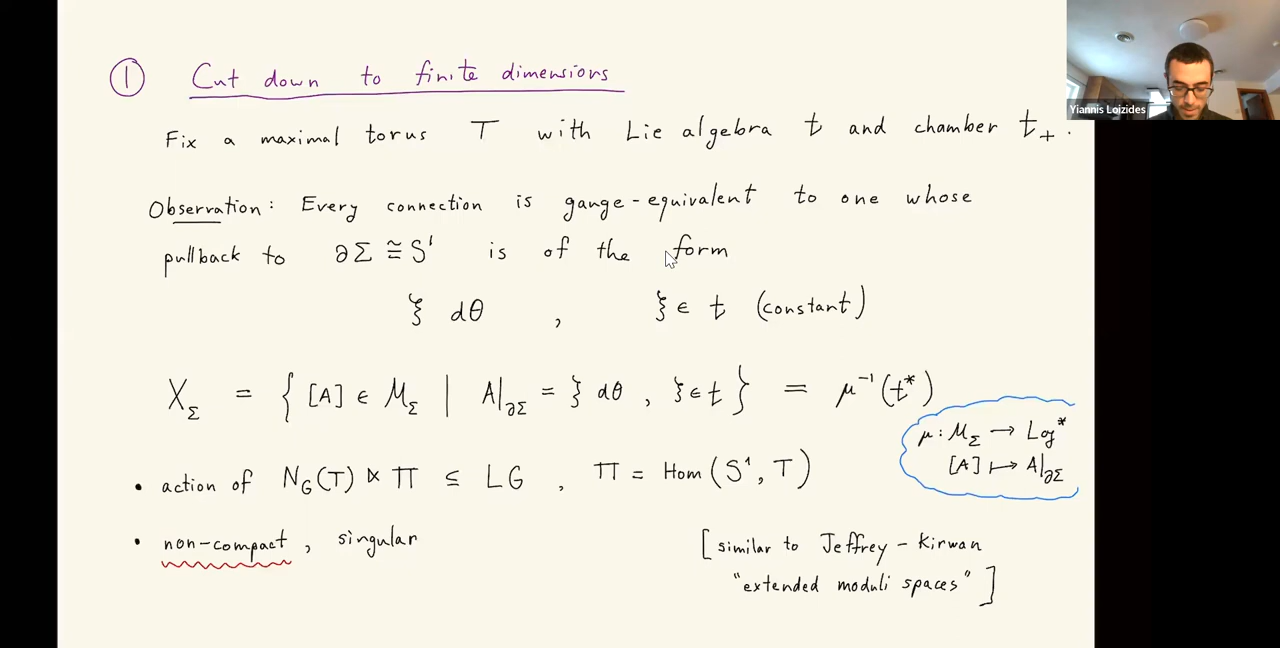 ① Cut down to finite dimensions
Yiannis Loizides
Fix a maximal torus T with Lie algebra 𝔱 and chamber 𝔱₊.
Observation: Every connection is gauge-equivalent to one whose
pullback to ∂Σ ≅ S¹ is of the form
ξ dθ , ξ ∈ 𝔱 (constant)
X_Σ = { [A] ∈ M_Σ | A|_∂Σ = ξ dθ , ξ ∈ 𝔱 } = μ⁻¹(𝔱*)
μ : M_Σ → L𝔤*
[A] ↦ A|_∂Σ
• action of N_G(T) ⋉ Π ≤ LG , Π = Hom(S¹, T)
• non-compact , singular
[similar to Jeffrey - Kirwan
"extended moduli spaces"]